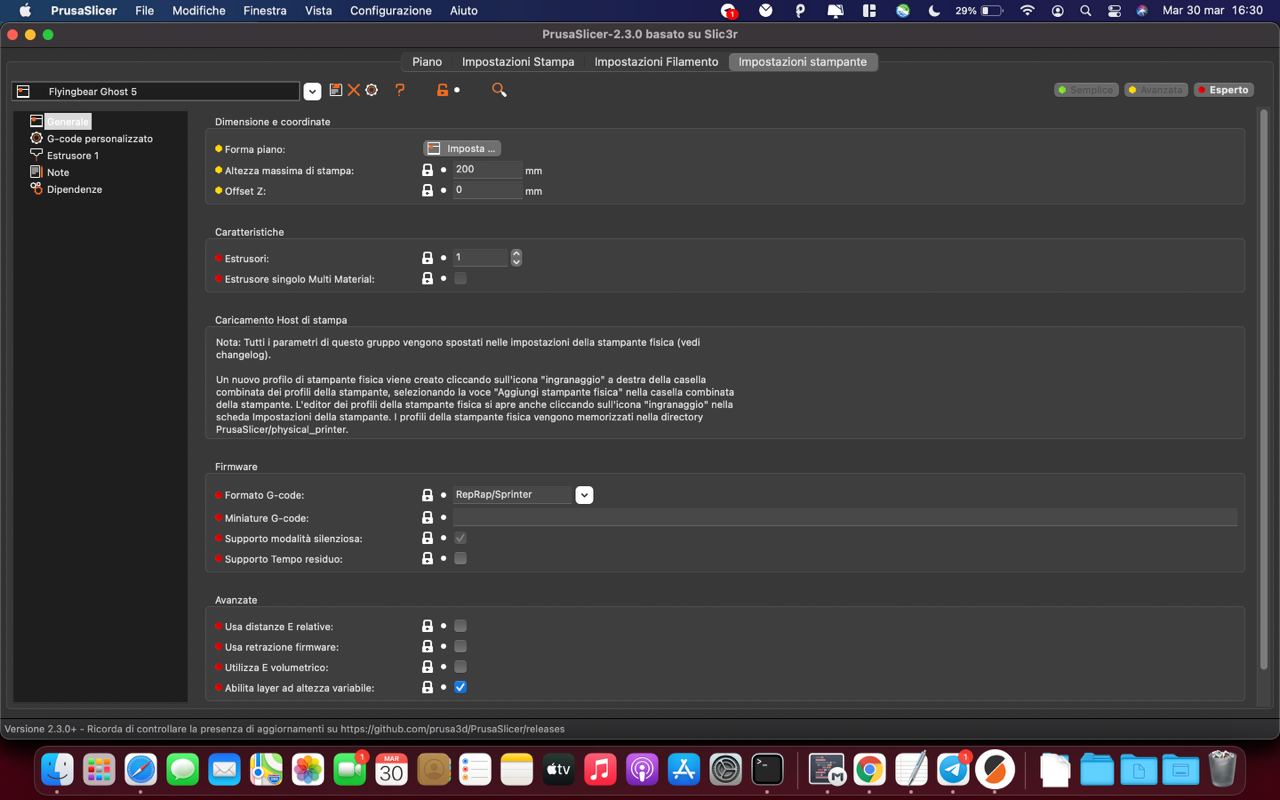 PrusaSlicer File Modifiche Finestra Vista Configurazione Aiuto 1 29% Mar 30 mar 16:30
PrusaSlicer-2.3.0 basato su Slic3r
Piano Impostazioni Stampa Impostazioni Filamento Impostazioni stampante
Flyingbear Ghost 5 ? Semplice Avanzata Esperto
Generale
G-code personalizzato
Estrusore 1
Note
Dipendenze
Dimensione e coordinate
Forma piano: Imposta ...
Altezza massima di stampa: 200 mm
Offset Z: 0 mm
Caratteristiche
Estrusori: 1
Estrusore singolo Multi Material:
Caricamento Host di stampa
Nota: Tutti i parametri di questo gruppo vengono spostati nelle impostazioni della stampante fisica (vedi
changelog).
Un nuovo profilo di stampante fisica viene creato cliccando sull'icona "ingranaggio" a destra della casella
combinata dei profili della stampante, selezionando la voce "Aggiungi stampante fisica" nella casella combinata
della stampante. L'editor dei profili della stampante fisica si apre anche cliccando sull'icona "ingranaggio" nella
scheda Impostazioni della stampante. I profili della stampante fisica vengono memorizzati nella directory
PrusaSlicer/physical_printer.
Firmware
Formato G-code: RepRap/Sprinter
Miniature G-code:
Supporto modalità silenziosa:
Supporto Tempo residuo:
Avanzate
Usa distanze E relative:
Usa retrazione firmware:
Utilizza E volumetrico:
Abilita layer ad altezza variabile:
Versione 2.3.0+ - Ricorda di controllare la presenza di aggiornamenti su https://github.com/prusa3d/PrusaSlicer/releases
1 MAR 30 tv 1